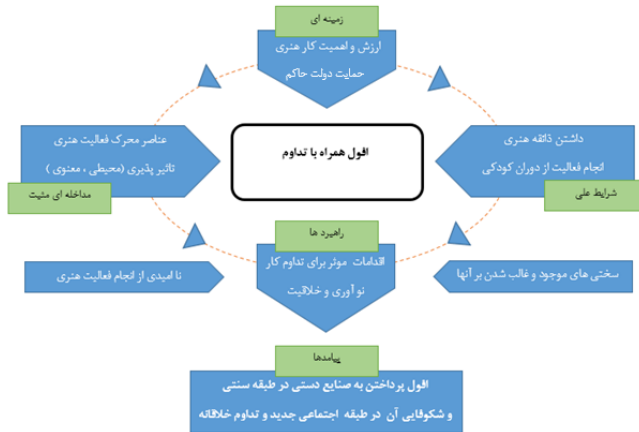 زمینه ای
ارزش و اهمیت کار هنری
حمایت دولت حاکم
داشتن ذائقه هنری
انجام فعالیت از دوران کودکی
شرایط علی
افول همراه با تداوم
عناصر محرک فعالیت هنری
تاثیر پذیری (محیطی ، معنوی )
مداخله ای مثبت
راهبرد ها
اقدامات موثر برای تداوم کار
نو آوری و خلاقیت
سختی های موجود و غالب شدن بر آنها
نا امیدی از انجام فعالیت هنری
پیامدها
افول پرداختن به صنایع دستی در طبقه سنتی
و شکوفایی آن در طبقه اجتماعی جدید و تداوم خلاقانه